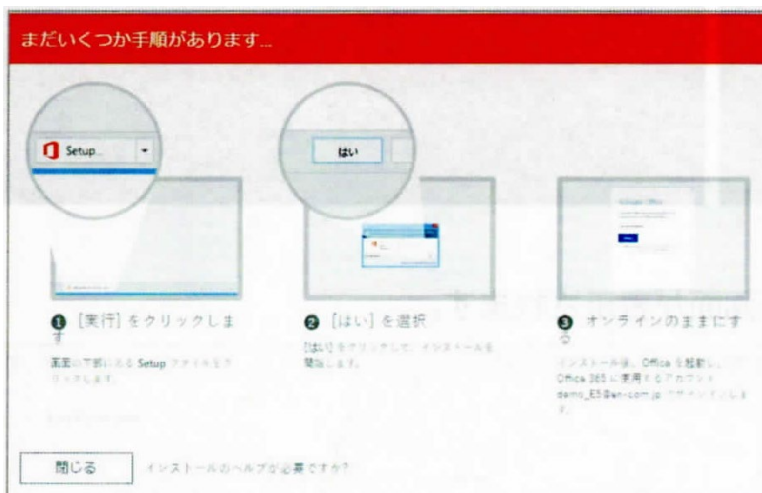 まだいくつか手順があります...
Setup...
はい
❶ [実行] をクリックしま
す
画面の下部にある Setup ファイルをク
リックします。
❷ [はい] を選択
[はい] をクリックして、インストールを
開始します。
❸ オンラインのままにす
る
インストール後、Office を起動し、
Office 365 に使用するアカウント
demo_E5@en-com.jp でサインインしま
す。
閉じる
インストールのヘルプが必要ですか?